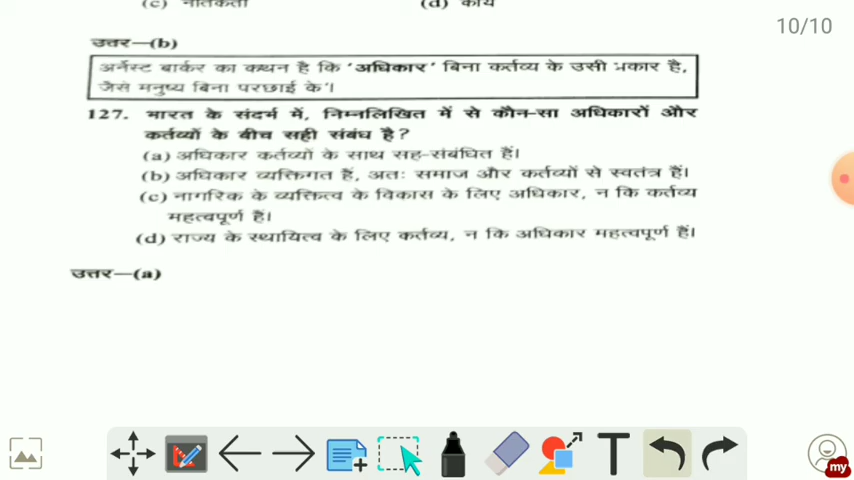 (c) नैतिकता (d) कार्य
10/10
उत्तर—(b)
अर्नेस्ट बार्कर का कथन है कि 'अधिकार' बिना कर्तव्य के उसी प्रकार है,
जैसे मनुष्य बिना परछाई के'।
127. भारत के संदर्भ में, निम्नलिखित में से कौन-सा अधिकारों और
कर्तव्यों के बीच सही संबंध है?
(a) अधिकार कर्तव्यों के साथ सह-संबंधित हैं।
(b) अधिकार व्यक्तिगत हैं, अतः समाज और कर्तव्यों से स्वतंत्र हैं।
(c) नागरिक के व्यक्तित्व के विकास के लिए अधिकार, न कि कर्तव्य
महत्वपूर्ण हैं।
(d) राज्य के स्थायित्व के लिए कर्तव्य, न कि अधिकार महत्वपूर्ण हैं।
उत्तर—(a)
T
my